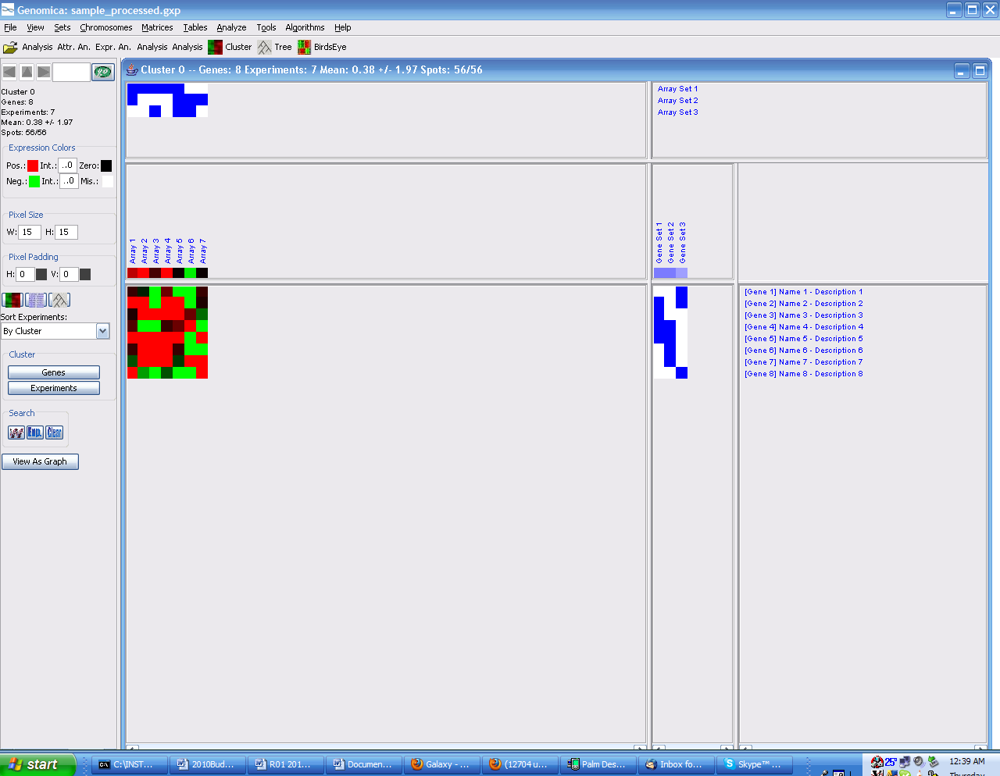 Genomica: sample_processed.gxp
File View Sets Chromosomes Matrices Tables Analyze Tools Algorithms Help
Analysis Attr. An. Expr. An. Analysis Analysis Cluster Tree BirdsEye
Cluster 0 -- Genes: 8 Experiments: 7 Mean: 0.38 +/- 1.97 Spots: 56/56
Cluster 0
Genes: 8
Experiments: 7
Mean: 0.38 +/- 1.97
Spots: 56/56
Expression Colors
Pos.: Int.: ..0 Zero:
Neg.: Int.: ..0 Mis.:
Pixel Size
W: 15 H: 15
Pixel Padding
H: 0 V: 0
Sort Experiments:
By Cluster
Cluster
Genes
Experiments
Search
Exp. Clear
View As Graph
Array Set 1
Array Set 2
Array Set 3
Array 1
Array 2
Array 3
Array 4
Array 5
Array 6
Array 7
Gene Set 1
Gene Set 2
Gene Set 3
[Gene 1] Name 1 - Description 1
[Gene 2] Name 2 - Description 2
[Gene 3] Name 3 - Description 3
[Gene 4] Name 4 - Description 4
[Gene 5] Name 5 - Description 5
[Gene 6] Name 6 - Description 6
[Gene 7] Name 7 - Description 7
[Gene 8] Name 8 - Description 8
start C:\INST... 2010Bud... R01 201... Documen... Galaxy - ... (12704 u... Palm Des... Inbox fo... Skype™ ... 25° 12:39 AM
Thursday